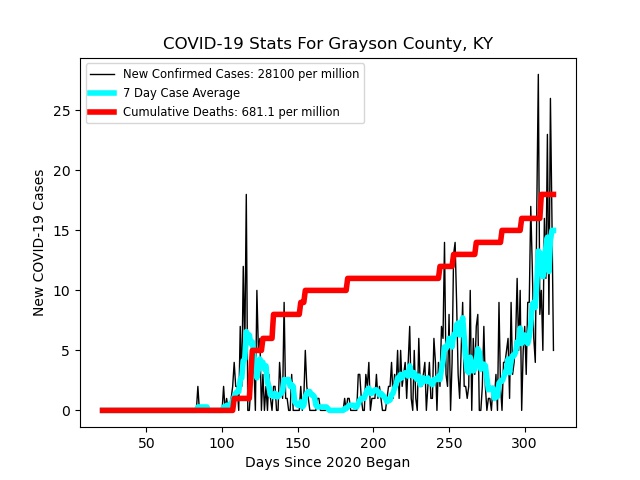 COVID-19 Stats For Grayson County, KY
New Confirmed Cases: 28100 per million
7 Day Case Average
Cumulative Deaths: 681.1 per million
New COVID-19 Cases
25
20
15
10
5
0
50 100 150 200 250 300
Days Since 2020 Began